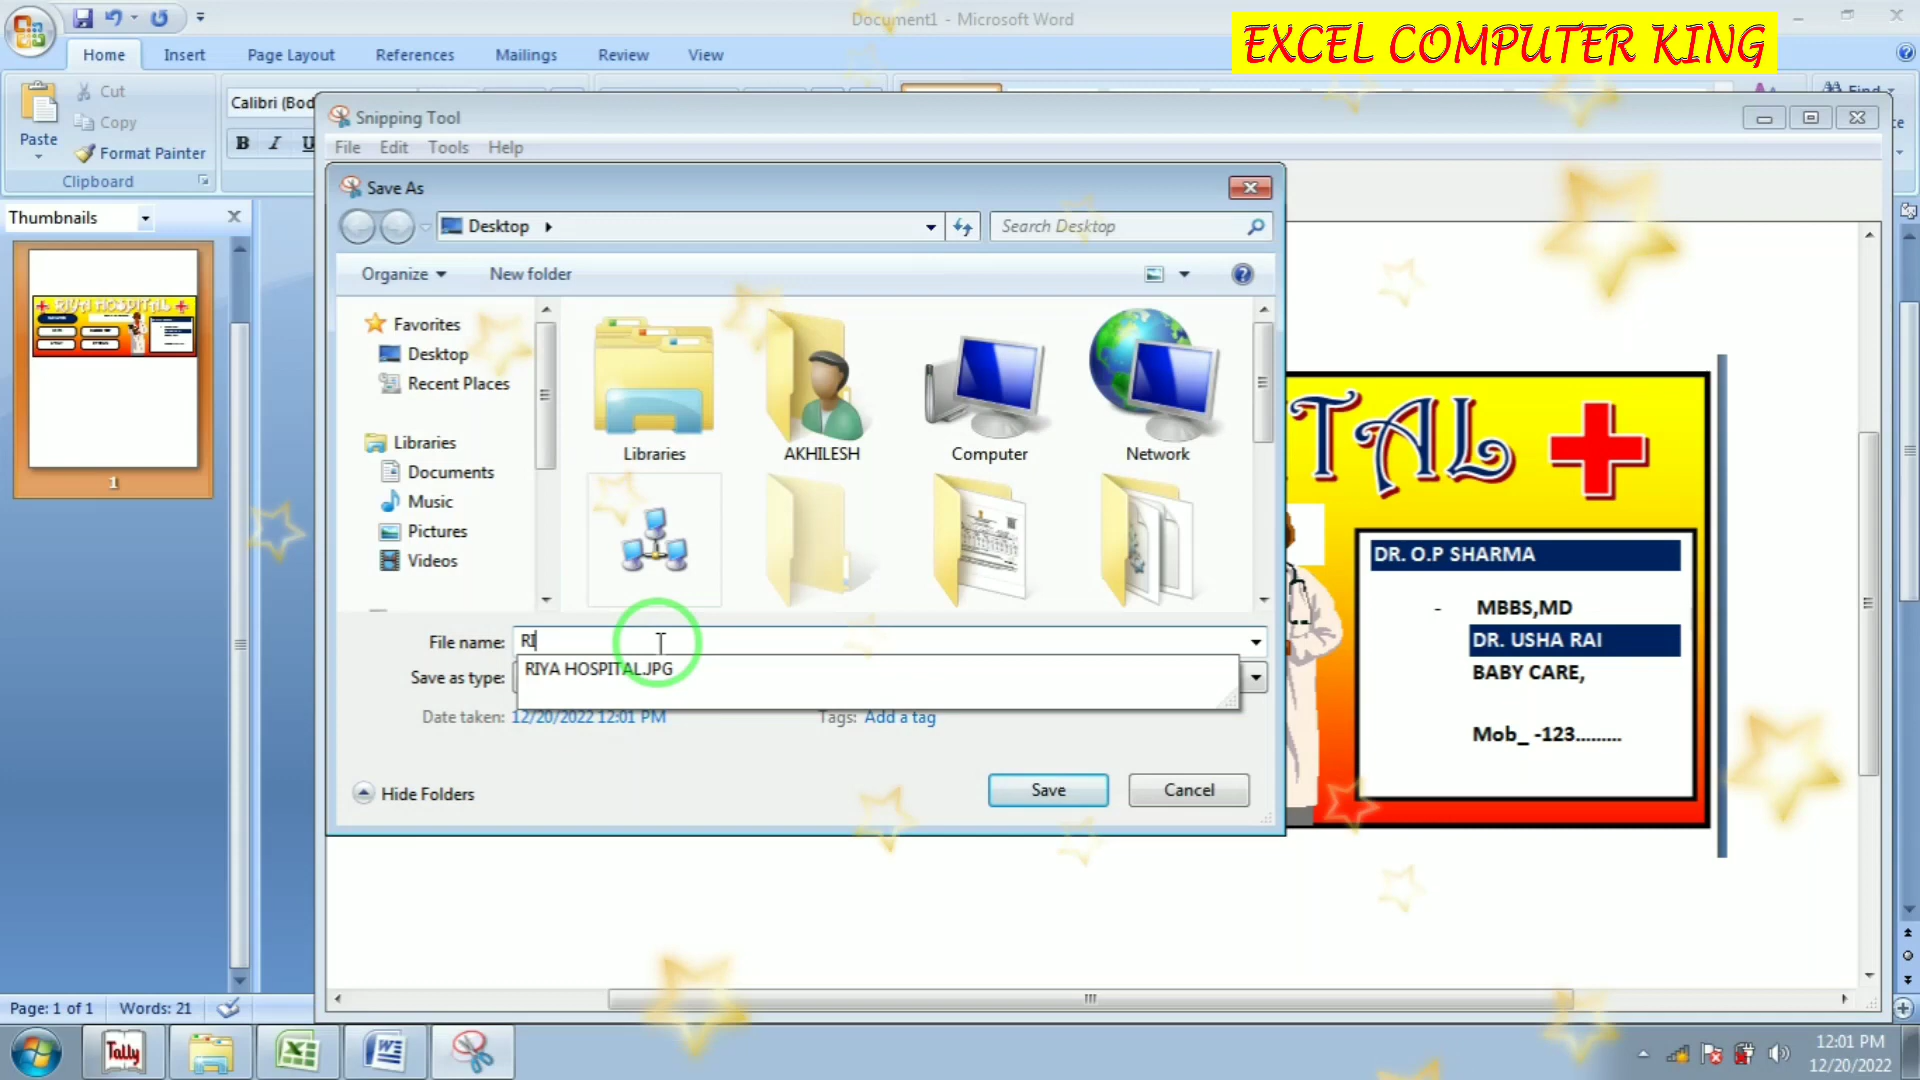 Document1 - Microsoft Word
EXCEL COMPUTER KING
Home Insert Page Layout References Mailings Review View
Paste
Cut
Copy
Format Painter
Clipboard
Calibri (Bod
B I U
Find
Thumbnails
1
RIYA HOSPITAL
Snipping Tool
File Edit Tools Help
Save As
Desktop
Search Desktop
Organize New folder
Favorites
Desktop
Recent Places
Libraries
Documents
Music
Pictures
Videos
Libraries AKHILESH Computer Network
File name: RI
RIYA HOSPITAL.JPG
Save as type:
Date taken: 12/20/2022 12:01 PM Tags: Add a tag
Hide Folders Save Cancel
TAL
DR. O.P SHARMA
- MBBS,MD
DR. USHA RAI
BABY CARE,
Mob_ -123.........
Page: 1 of 1 Words: 21
Tally
12:01 PM
12/20/2022